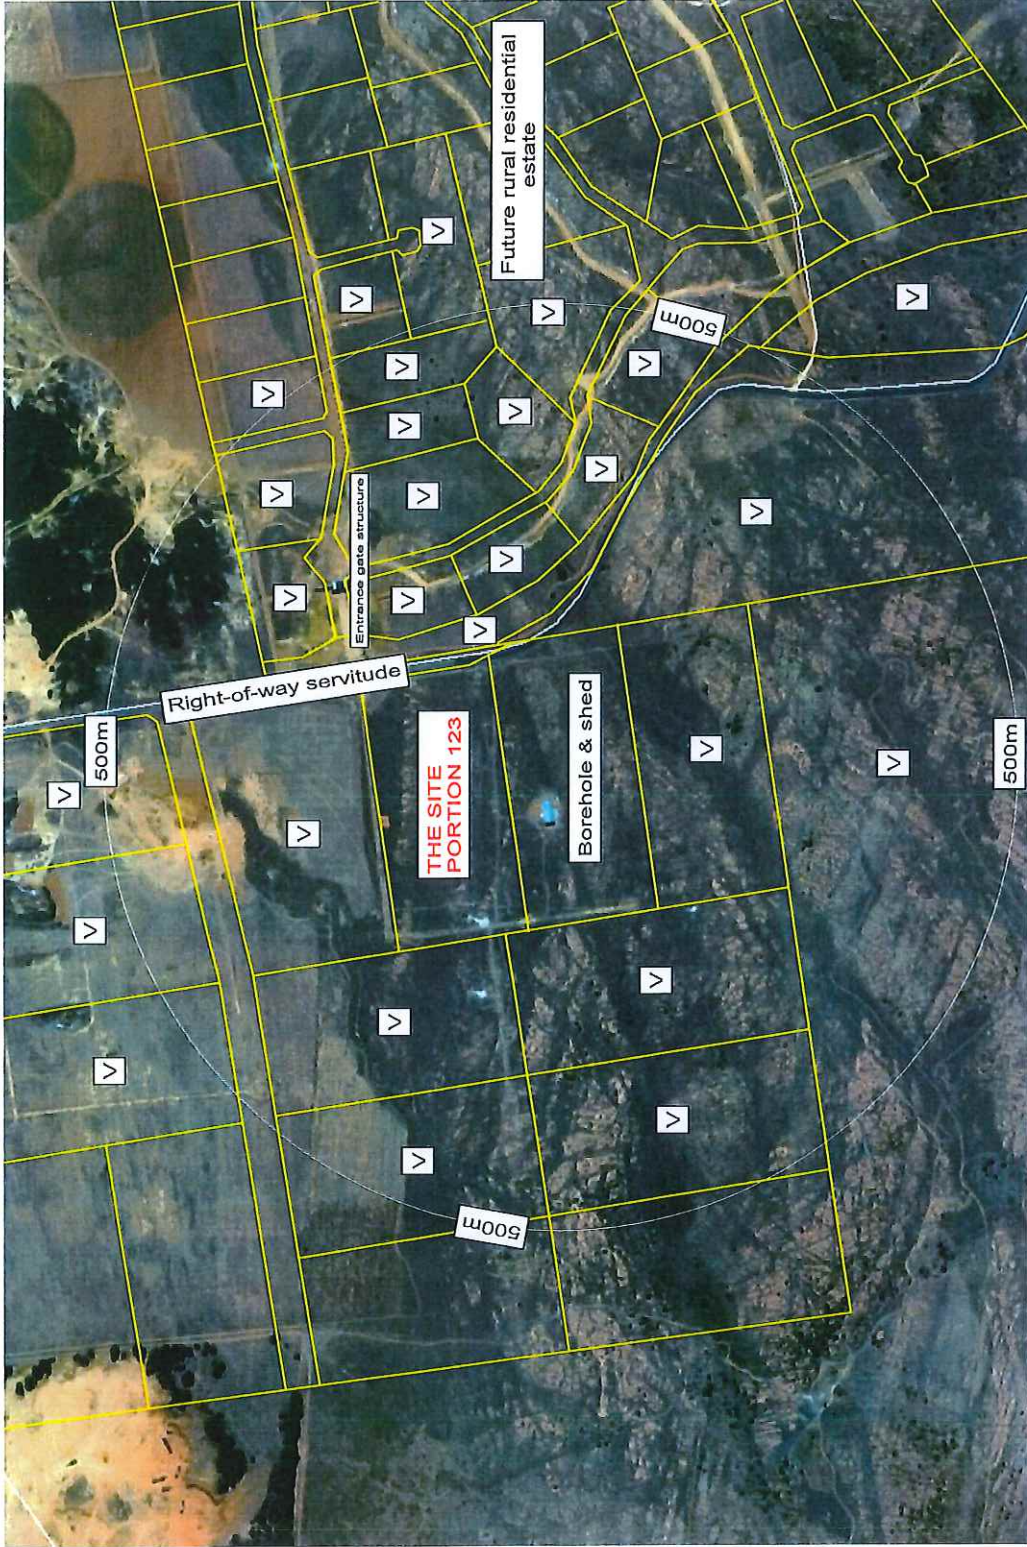 V
V
500m
V
V
V
V
Right-of-way servitude
V
V
Entrance gate structure
V
V
V
V
V
V
V
THE SITE
PORTION 123
500m
V
V
V
Future rural residential
estate
V
Borehole & shed
V
V
V
V
500m
V
V
V
V
500m